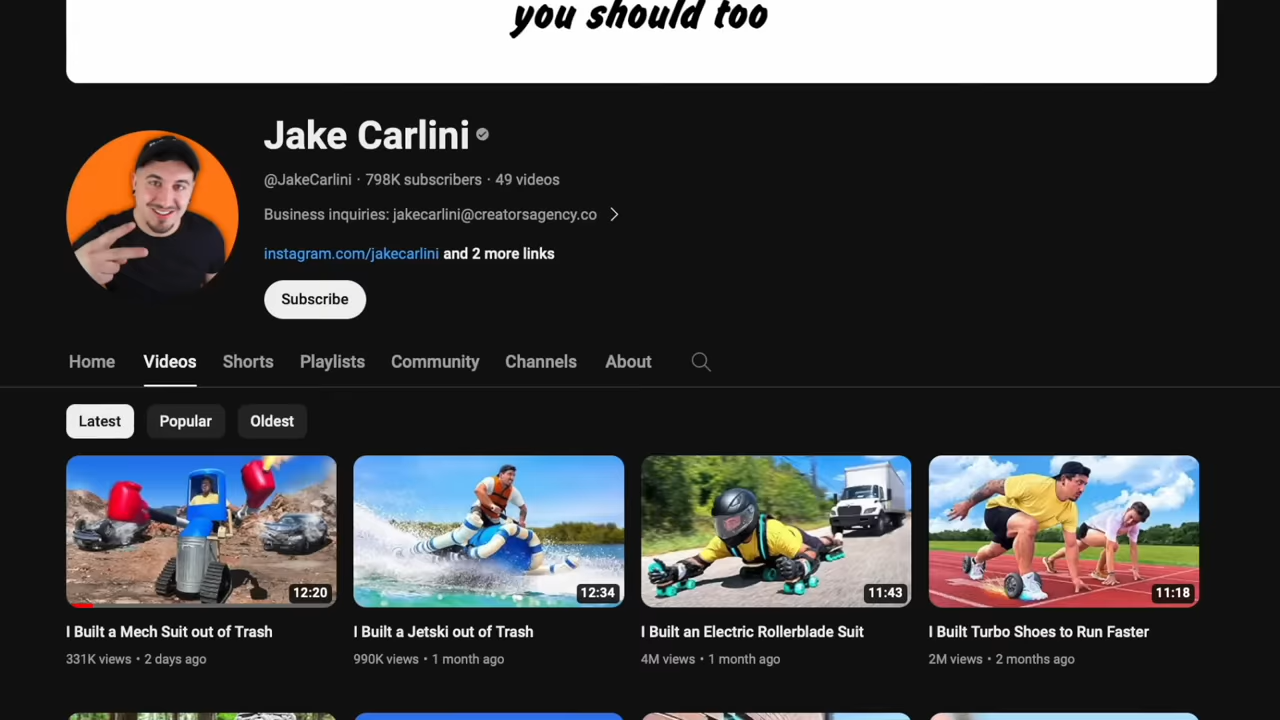 you should too
Jake Carlini
@JakeCarlini · 798K subscribers · 49 videos
Business inquiries: jakecarlini@creatorsagency.co
instagram.com/jakecarlini and 2 more links
Subscribe
Home Videos Shorts Playlists Community Channels About
Latest Popular Oldest
12:20 12:34 11:43 11:18
I Built a Mech Suit out of Trash I Built a Jetski out of Trash I Built an Electric Rollerblade Suit I Built Turbo Shoes to Run Faster
331K views • 2 days ago 990K views • 1 month ago 4M views • 1 month ago 2M views • 2 months ago